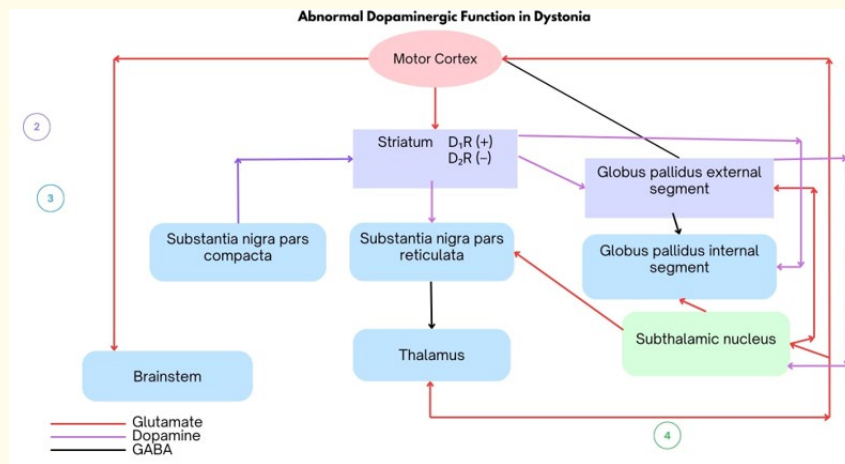 Abnormal Dopaminergic Function in Dystonia
Motor Cortex
2
Striatum D₁R (+)
D₂R (−)
Globus pallidus external
segment
3
Substantia nigra pars
compacta
Substantia nigra pars
reticulata
Globus pallidus internal
segment
Subthalamic nucleus
Thalamus
Brainstem
Glutamate
Dopamine
GABA
4